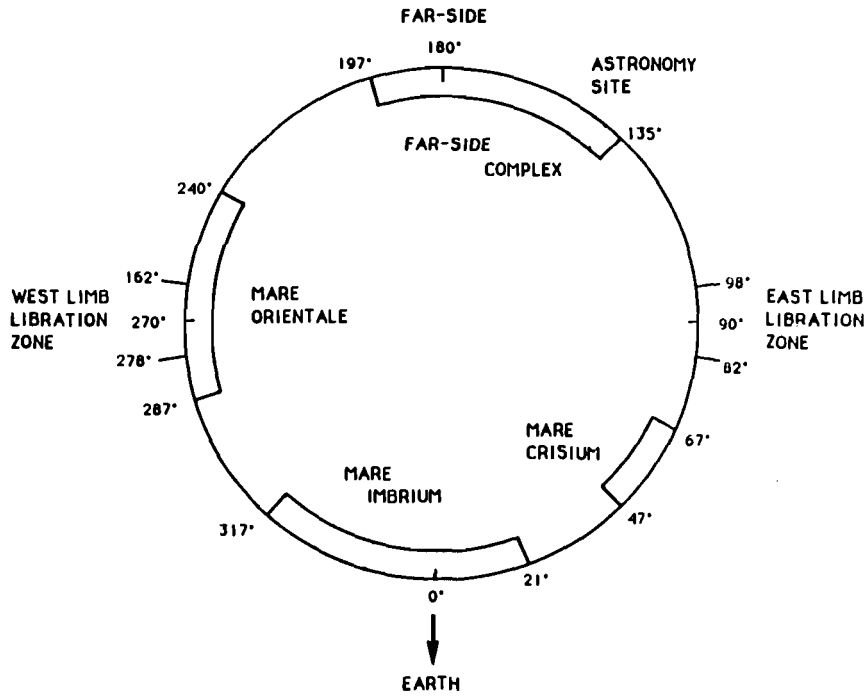 FAR-SIDE
180°
197°
ASTRONOMY
SITE
135°
FAR-SIDE
COMPLEX
240°
162°
WEST LIMB
LIBRATION
ZONE
270°
278°
287°
MARE
ORIENTALE
98°
EAST LIMB
LIBRATION
ZONE
90°
82°
MARE
CRISIUM
67°
47°
MARE
IMBRIUM
317°
21°
0°
EARTH